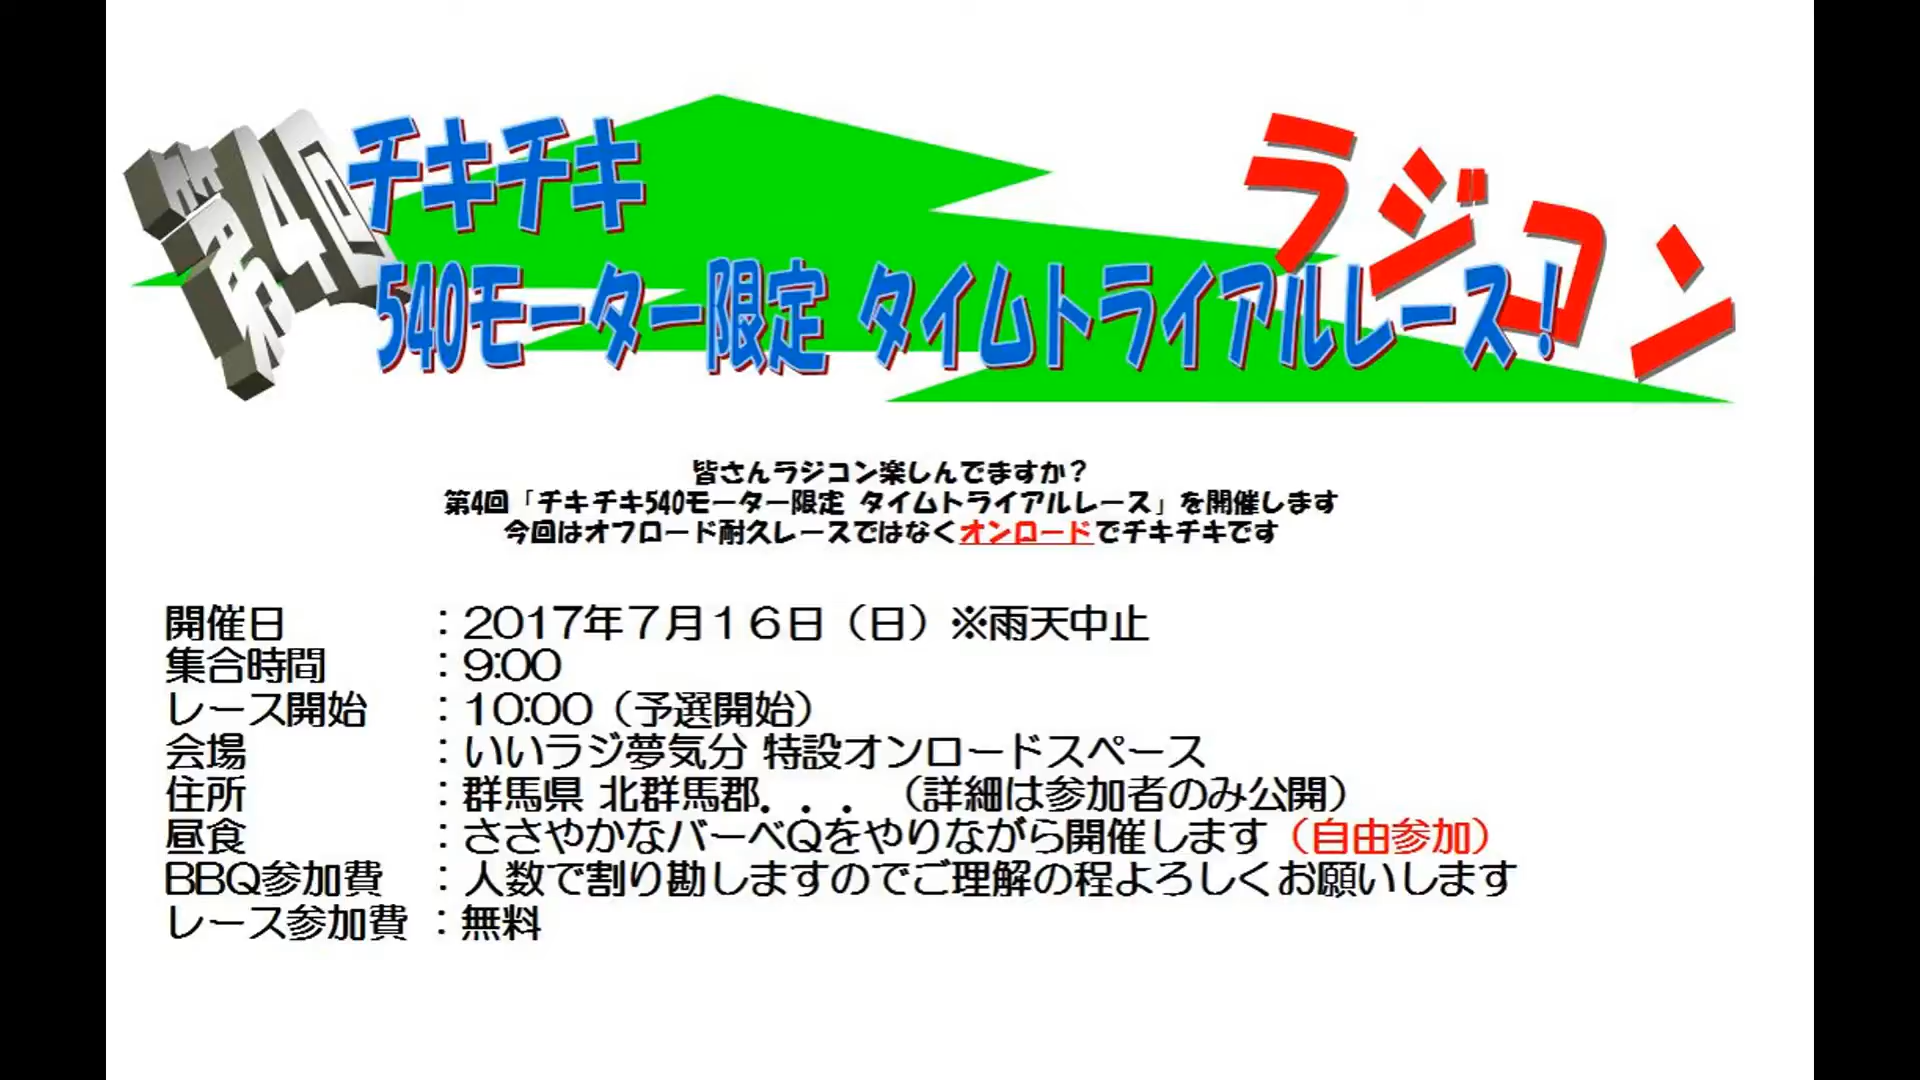 第4回
チキチキ
ラジコン
540モーター限定 タイムトライアルレース！
皆さんラジコン楽しんでますか？
第4回「チキチキ540モーター限定 タイムトライアルレース」を開催します
今回はオフロード耐久レースではなくオンロードでチキチキです
開催日 ：2017年７月１６日（日）※雨天中止
集合時間 ：9:00
レース開始 ：10:00（予選開始）
会場 ：いいラジ夢気分 特設オンロードスペース
住所 ：群馬県 北群馬郡．．．（詳細は参加者のみ公開）
昼食 ：ささやかなバーベQをやりながら開催します（自由参加）
BBQ参加費 ：人数で割り勘しますのでご理解の程よろしくお願いします
レース参加費 ：無料